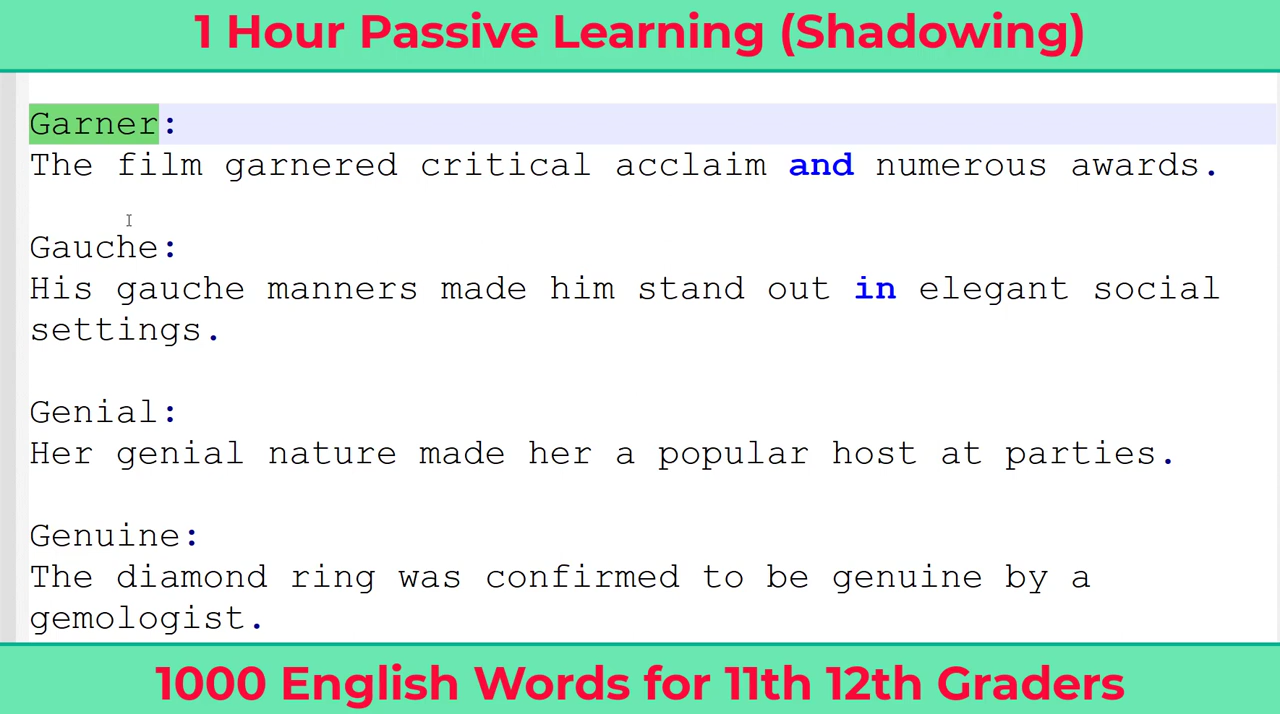 1 Hour Passive Learning (Shadowing)
Garner:
The film garnered critical acclaim and numerous awards.
Gauche:
His gauche manners made him stand out in elegant social
settings.
Genial:
Her genial nature made her a popular host at parties.
Genuine:
The diamond ring was confirmed to be genuine by a
gemologist.
1000 English Words for 11th 12th Graders